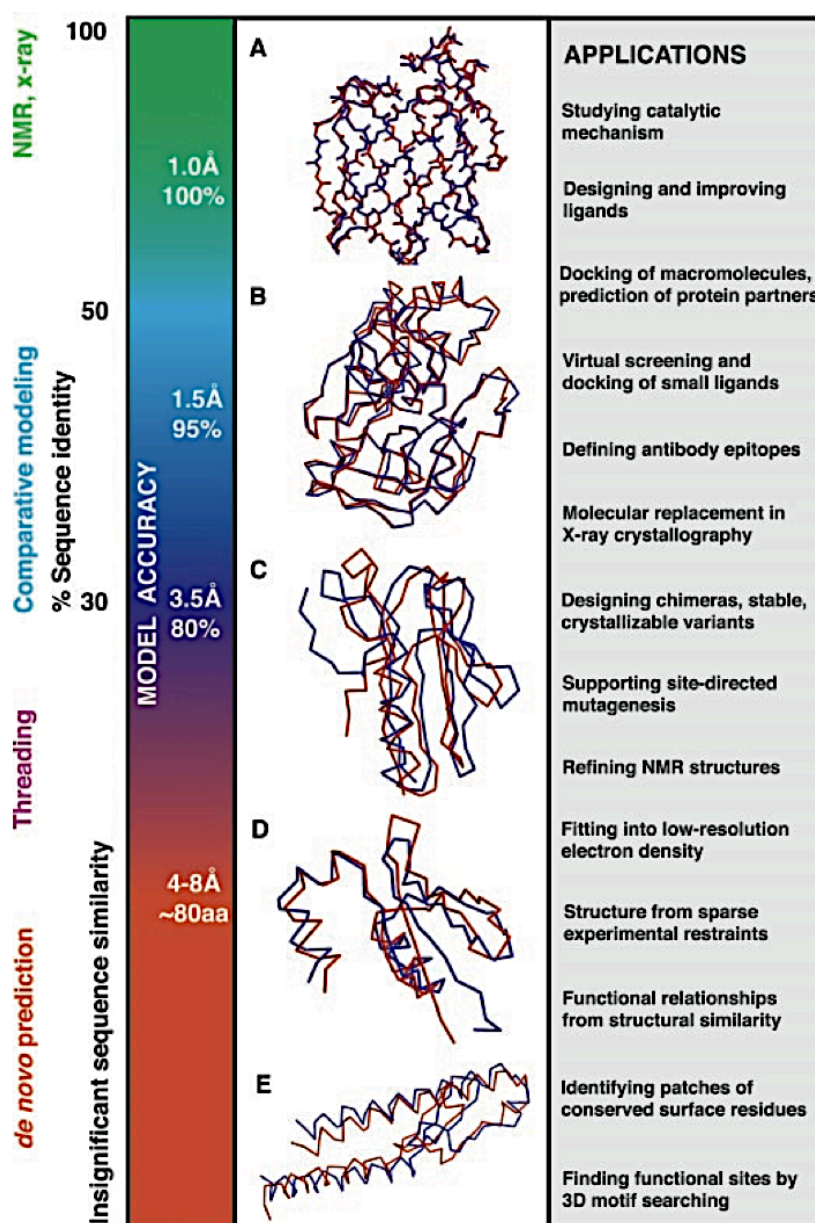 NMR, x-ray
Comparative modeling
Threading
de novo prediction
100
50
30
% Sequence identity
Insignificant sequence similarity
MODEL ACCURACY
1.0Å
100%
1.5Å
95%
3.5Å
80%
4-8Å
~80aa
A
B
C
D
E
APPLICATIONS
Studying catalytic
mechanism
Designing and improving
ligands
Docking of macromolecules,
prediction of protein partners
Virtual screening and
docking of small ligands
Defining antibody epitopes
Molecular replacement in
X-ray crystallography
Designing chimeras, stable,
crystallizable variants
Supporting site-directed
mutagenesis
Refining NMR structures
Fitting into low-resolution
electron density
Structure from sparse
experimental restraints
Functional relationships
from structural similarity
Identifying patches of
conserved surface residues
Finding functional sites by
3D motif searching